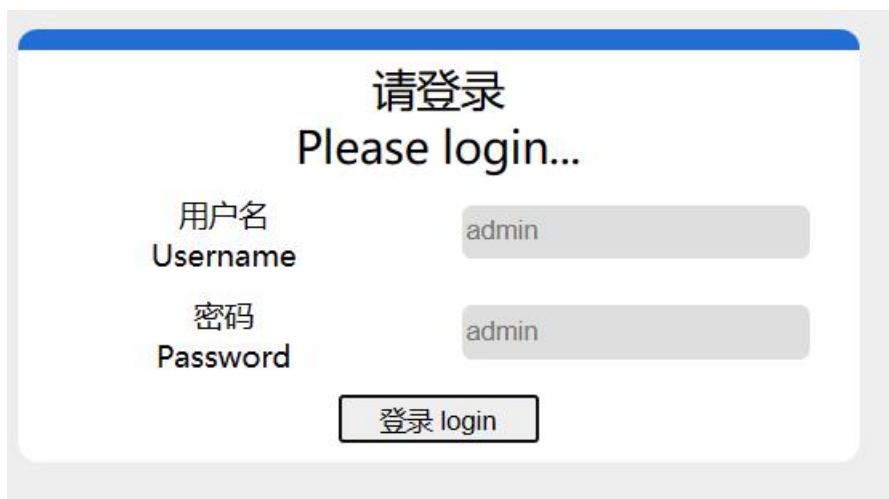 请登录
Please login...
用户名
Username
admin
密码
Password
admin
登录 login